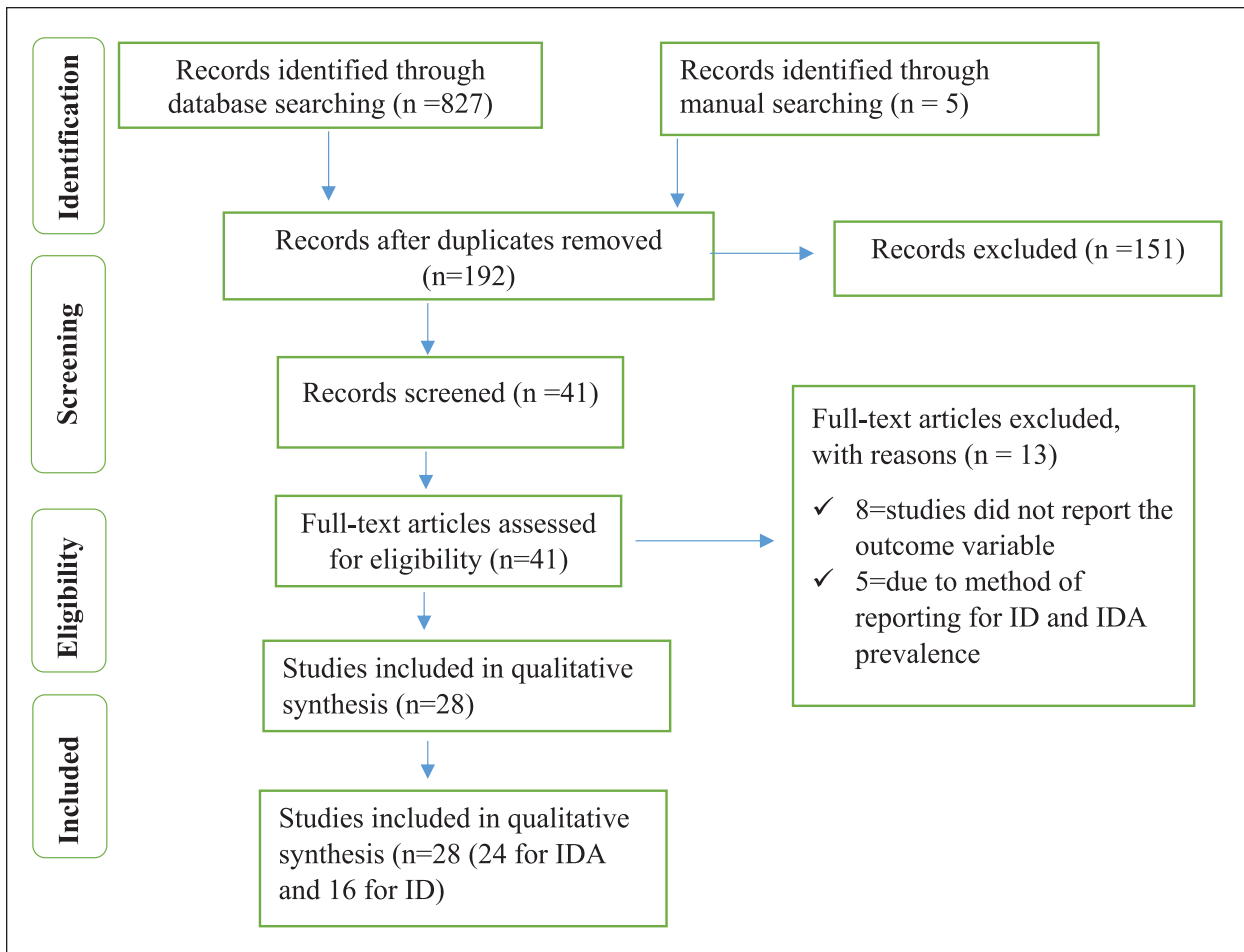 Identification
Records identified through
database searching (n =827)
Records identified through
manual searching (n = 5)
Records after duplicates removed
(n=192)
Records excluded (n =151)
Screening
Records screened (n =41)
Full-text articles excluded,
with reasons (n = 13)
✓ 8=studies did not report the
outcome variable
✓ 5=due to method of
reporting for ID and IDA
prevalence
Eligibility
Full-text articles assessed
for eligibility (n=41)
Studies included in qualitative
synthesis (n=28)
Included
Studies included in qualitative
synthesis (n=28 (24 for IDA
and 16 for ID)